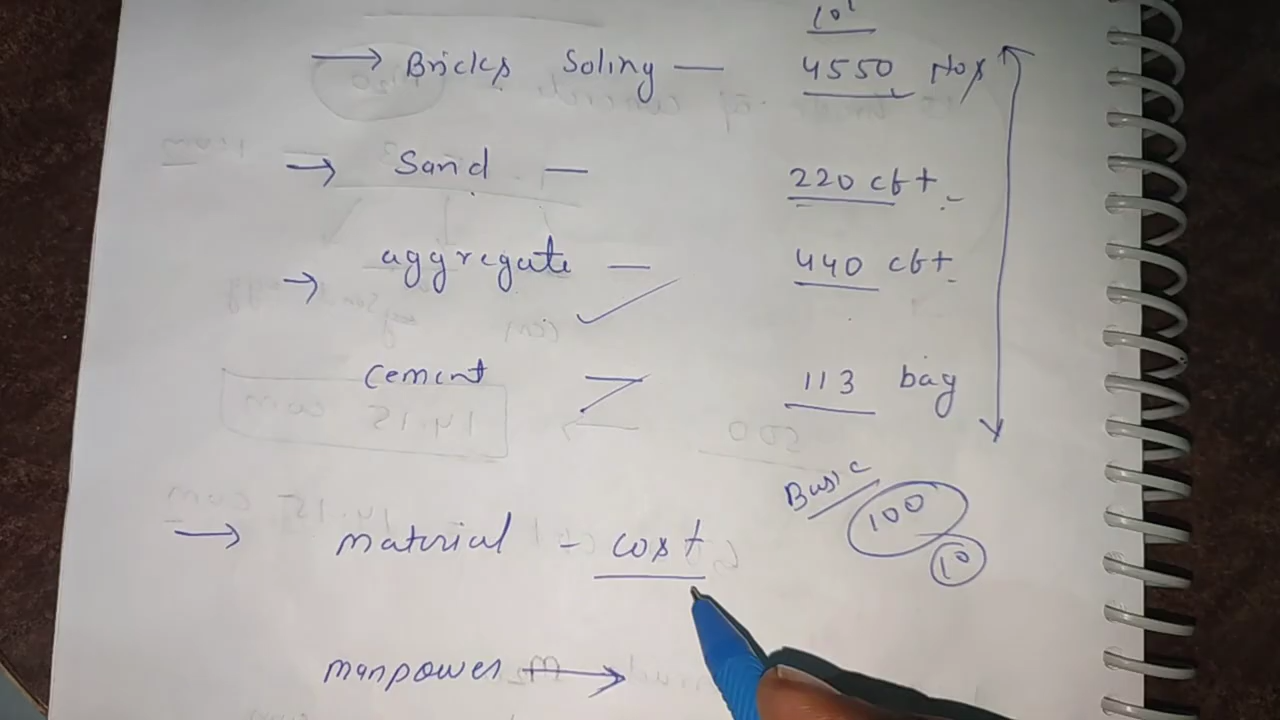 10'
→ Bricks Soling — 4550 Nos
→ Sand — 220 cft
→ aggregate — 440 cft
cement 113 bag
Basic 100 10
→ material - cost
manpower →